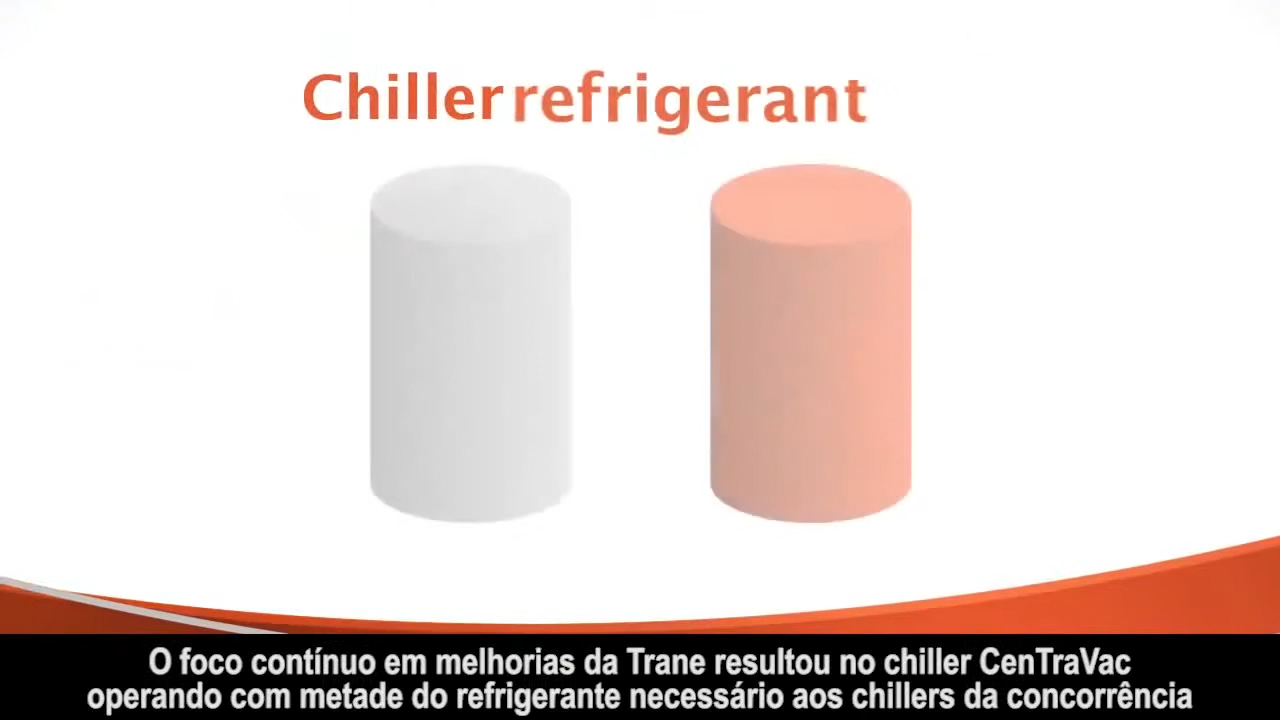 Chiller refrigerant
O foco contínuo em melhorias da Trane resultou no chiller CenTraVac
operando com metade do refrigerante necessário aos chillers da concorrência